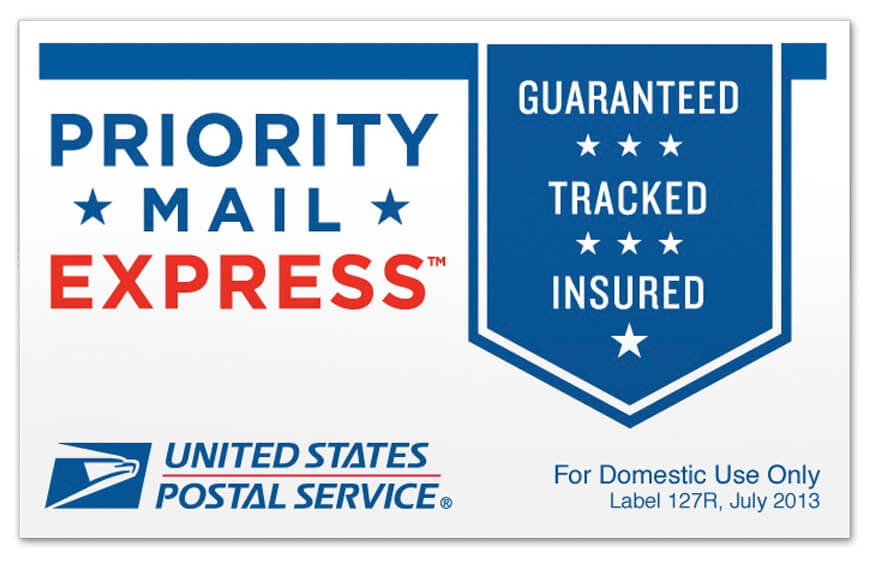 PRIORITY
MAIL
EXPRESS™
GUARANTEED
TRACKED
INSURED
UNITED STATES
POSTAL SERVICE®
For Domestic Use Only
Label 127R, July 2013